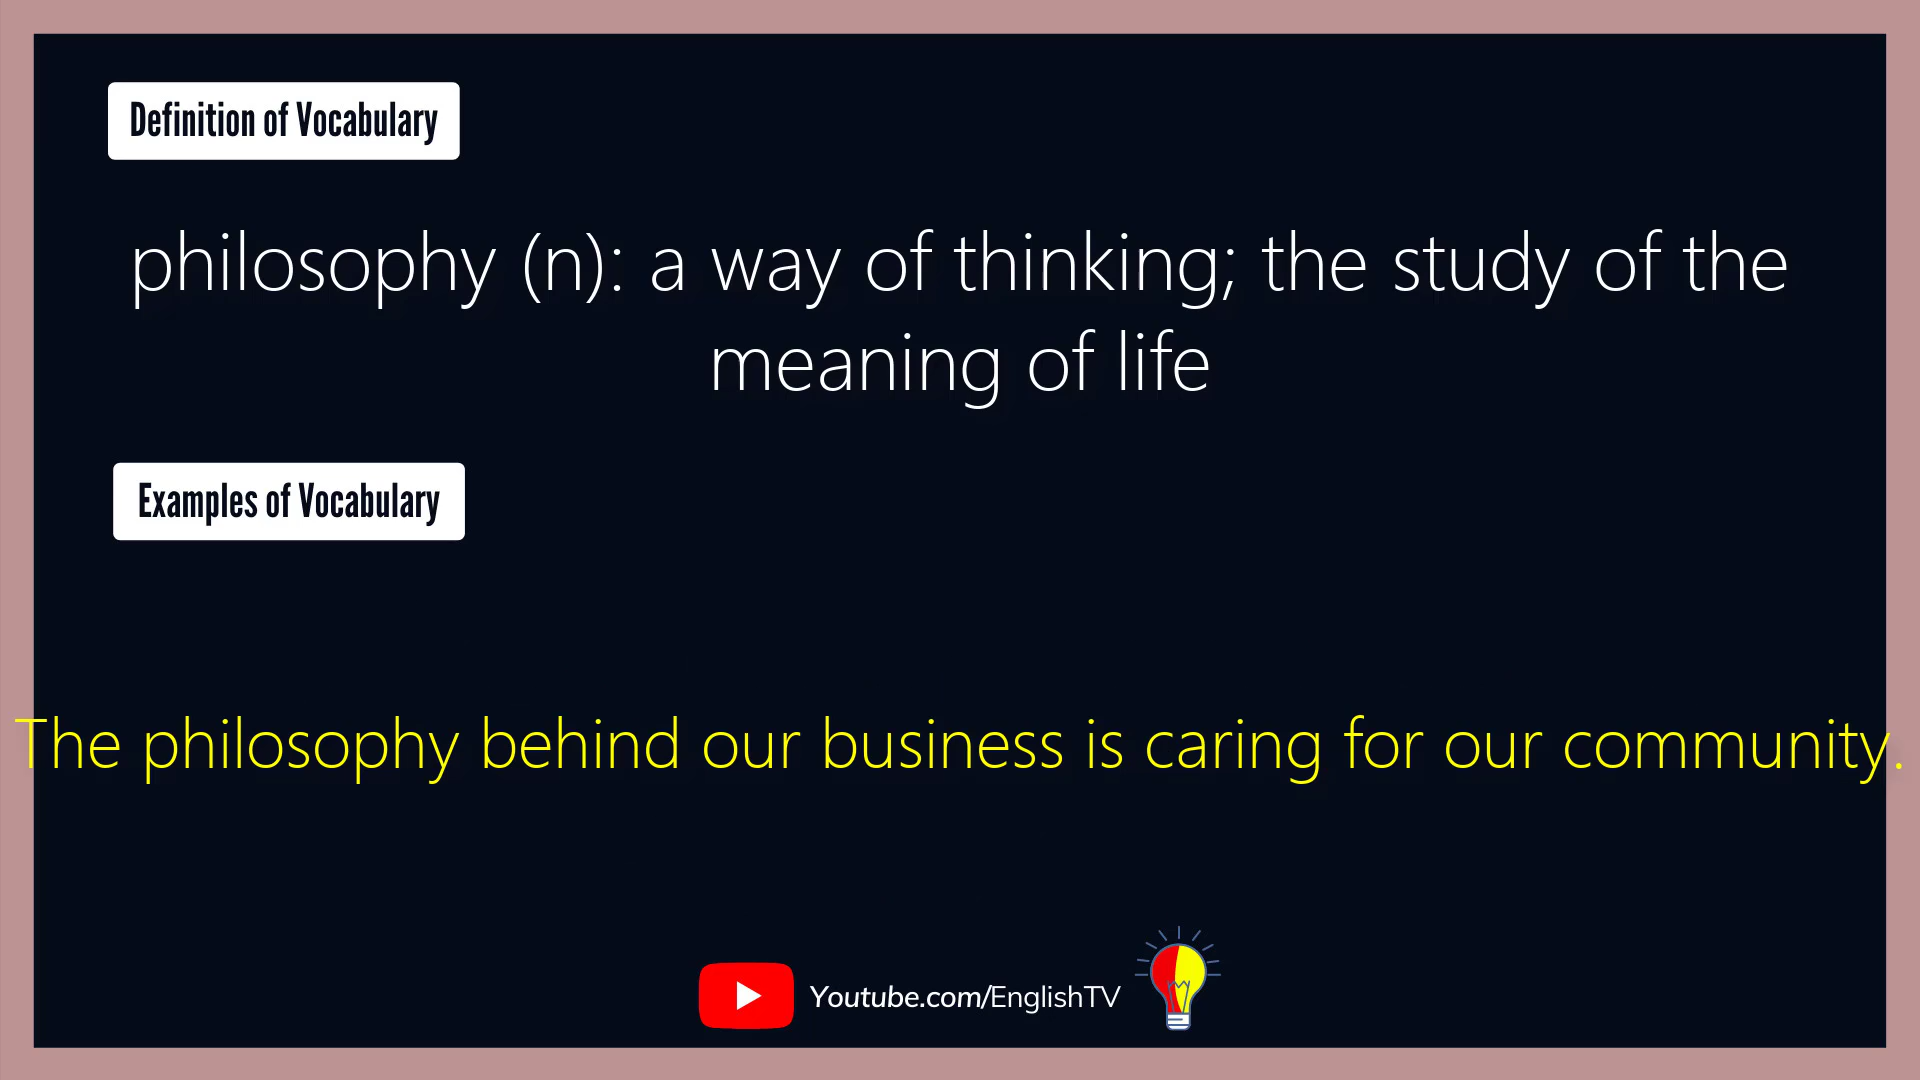 Definition of Vocabulary
philosophy (n): a way of thinking; the study of the
meaning of life
Examples of Vocabulary
The philosophy behind our business is caring for our community.
Youtube.com/EnglishTV